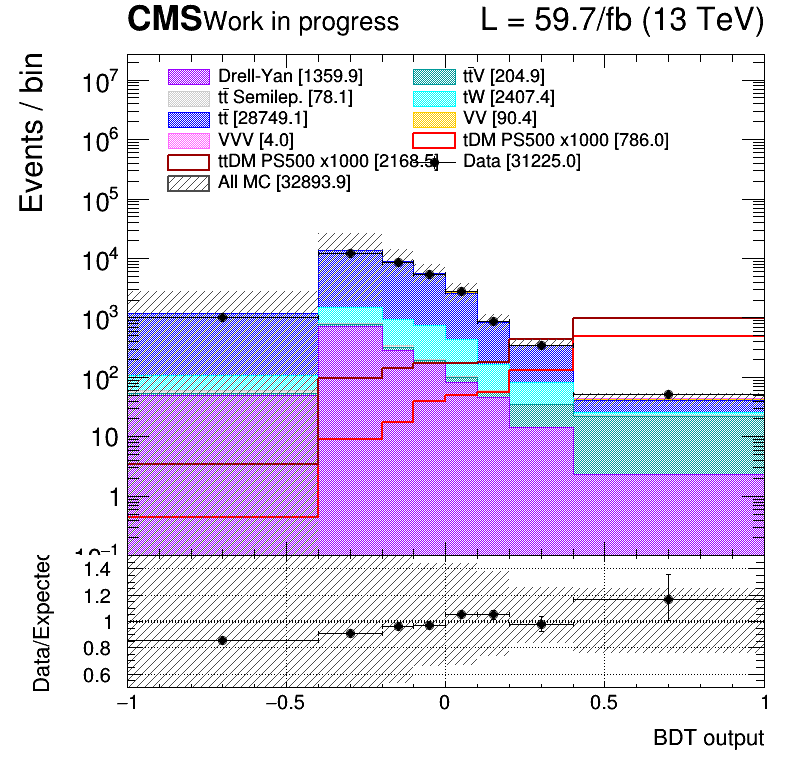 CMS Work in progress L = 59.7/fb (13 TeV)
Events / bin
Drell-Yan [1359.9] tt̄V [204.9]
tt̄ Semilep. [78.1] tW [2407.4]
tt̄ [28749.1] VV [90.4]
VVV [4.0] tDM PS500 x1000 [786.0]
ttDM PS500 x1000 [2168.5] Data [31225.0]
All MC [32893.9]
10⁷
10⁶
10⁵
10⁴
10³
10²
10
1
10⁻¹
Data/Expected
1.4
1.2
1
0.8
0.6
−1 −0.5 0 0.5 1
BDT output